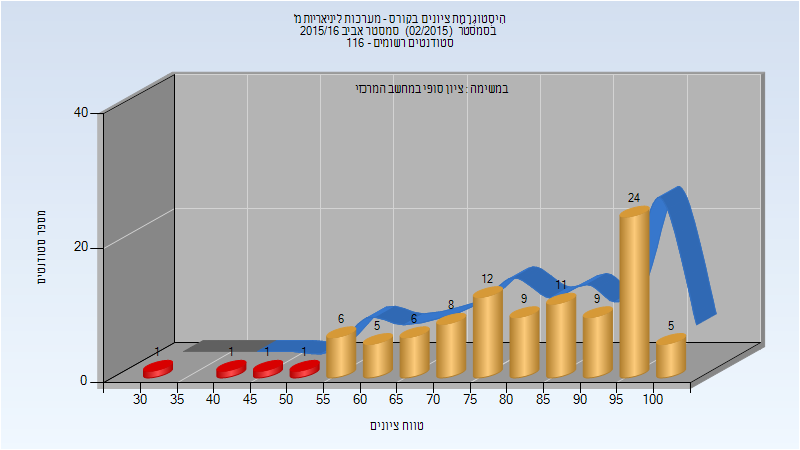 היסטוגרמת ציונים בקורס - מערכות ליניאריות מ'
בסמסטר (02/2015) סמסטר אביב 2015/16
סטודנטים רשומים - 116
במשימה : ציון סופי במחשב המרכזי
מספר סטודנטים
40
20
0
1 1 1 1 6 5 6 8 12 9 11 9 24 5
30 35 40 45 50 55 60 65 70 75 80 85 90 95 100
טווח ציונים